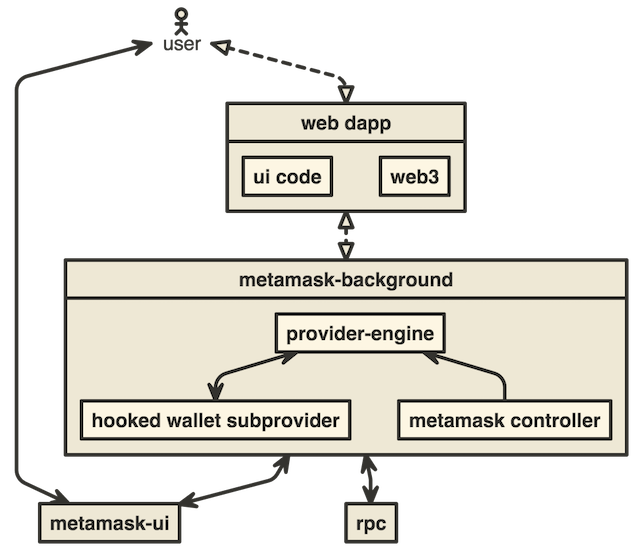 user
web dapp
ui code
web3
metamask-background
provider-engine
hooked wallet subprovider
metamask controller
metamask-ui
rpc